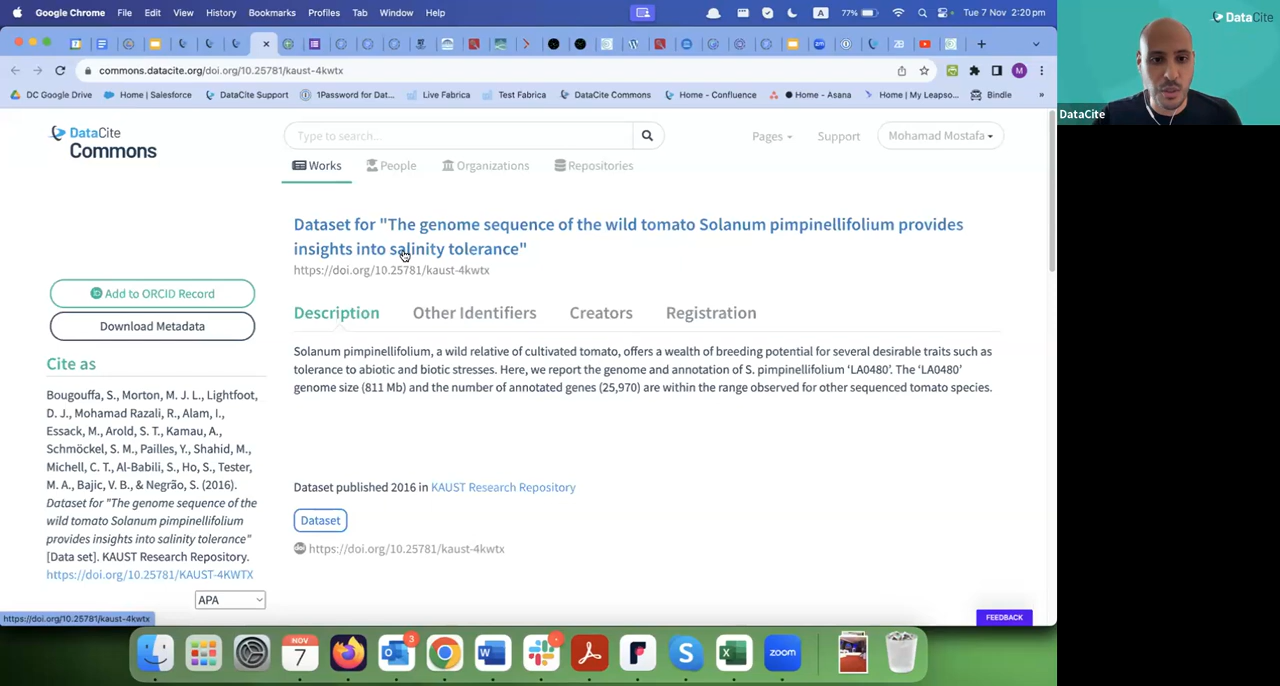 Google Chrome File Edit View History Bookmarks Profiles Tab Window Help
A 77% Tue 7 Nov 2:20pm
commons.datacite.org/doi.org/10.25781/kaust-4kwtx
M
DC Google Drive Home | Salesforce DataCite Support 1Password for Dat... Live Fabrica Test Fabrica DataCite Commons Home - Confluence Home - Asana Home | My Leapso... Bindle »
DataCite
Commons
Type to search...
Pages Support Mohamad Mostafa
Works People Organizations Repositories
Dataset for "The genome sequence of the wild tomato Solanum pimpinellifolium provides
insights into salinity tolerance"
https://doi.org/10.25781/kaust-4kwtx
Add to ORCID Record
Download Metadata
Cite as
Bougouffa, S., Morton, M. J. L., Lightfoot,
D. J., Mohamad Razali, R., Alam, I.,
Essack, M., Arold, S. T., Kamau, A.,
Schmöckel, S. M., Pailles, Y., Shahid, M.,
Michell, C. T., Al-Babili, S., Ho, S., Tester,
M. A., Bajic, V. B., & Negrão, S. (2016).
Dataset for "The genome sequence of the
wild tomato Solanum pimpinellifolium
provides insights into salinity tolerance"
[Data set]. KAUST Research Repository.
https://doi.org/10.25781/KAUST-4KWTX
APA
Description Other Identifiers Creators Registration
Solanum pimpinellifolium, a wild relative of cultivated tomato, offers a wealth of breeding potential for several desirable traits such as
tolerance to abiotic and biotic stresses. Here, we report the genome and annotation of S. pimpinellifolium ‘LA0480’. The ‘LA0480’
genome size (811 Mb) and the number of annotated genes (25,970) are within the range observed for other sequenced tomato species.
Dataset published 2016 in KAUST Research Repository
Dataset
https://doi.org/10.25781/kaust-4kwtx
https://doi.org/10.25781/kaust-4kwtx
FEEDBACK
NOV
7
3
zoom
DataCite
DataCite